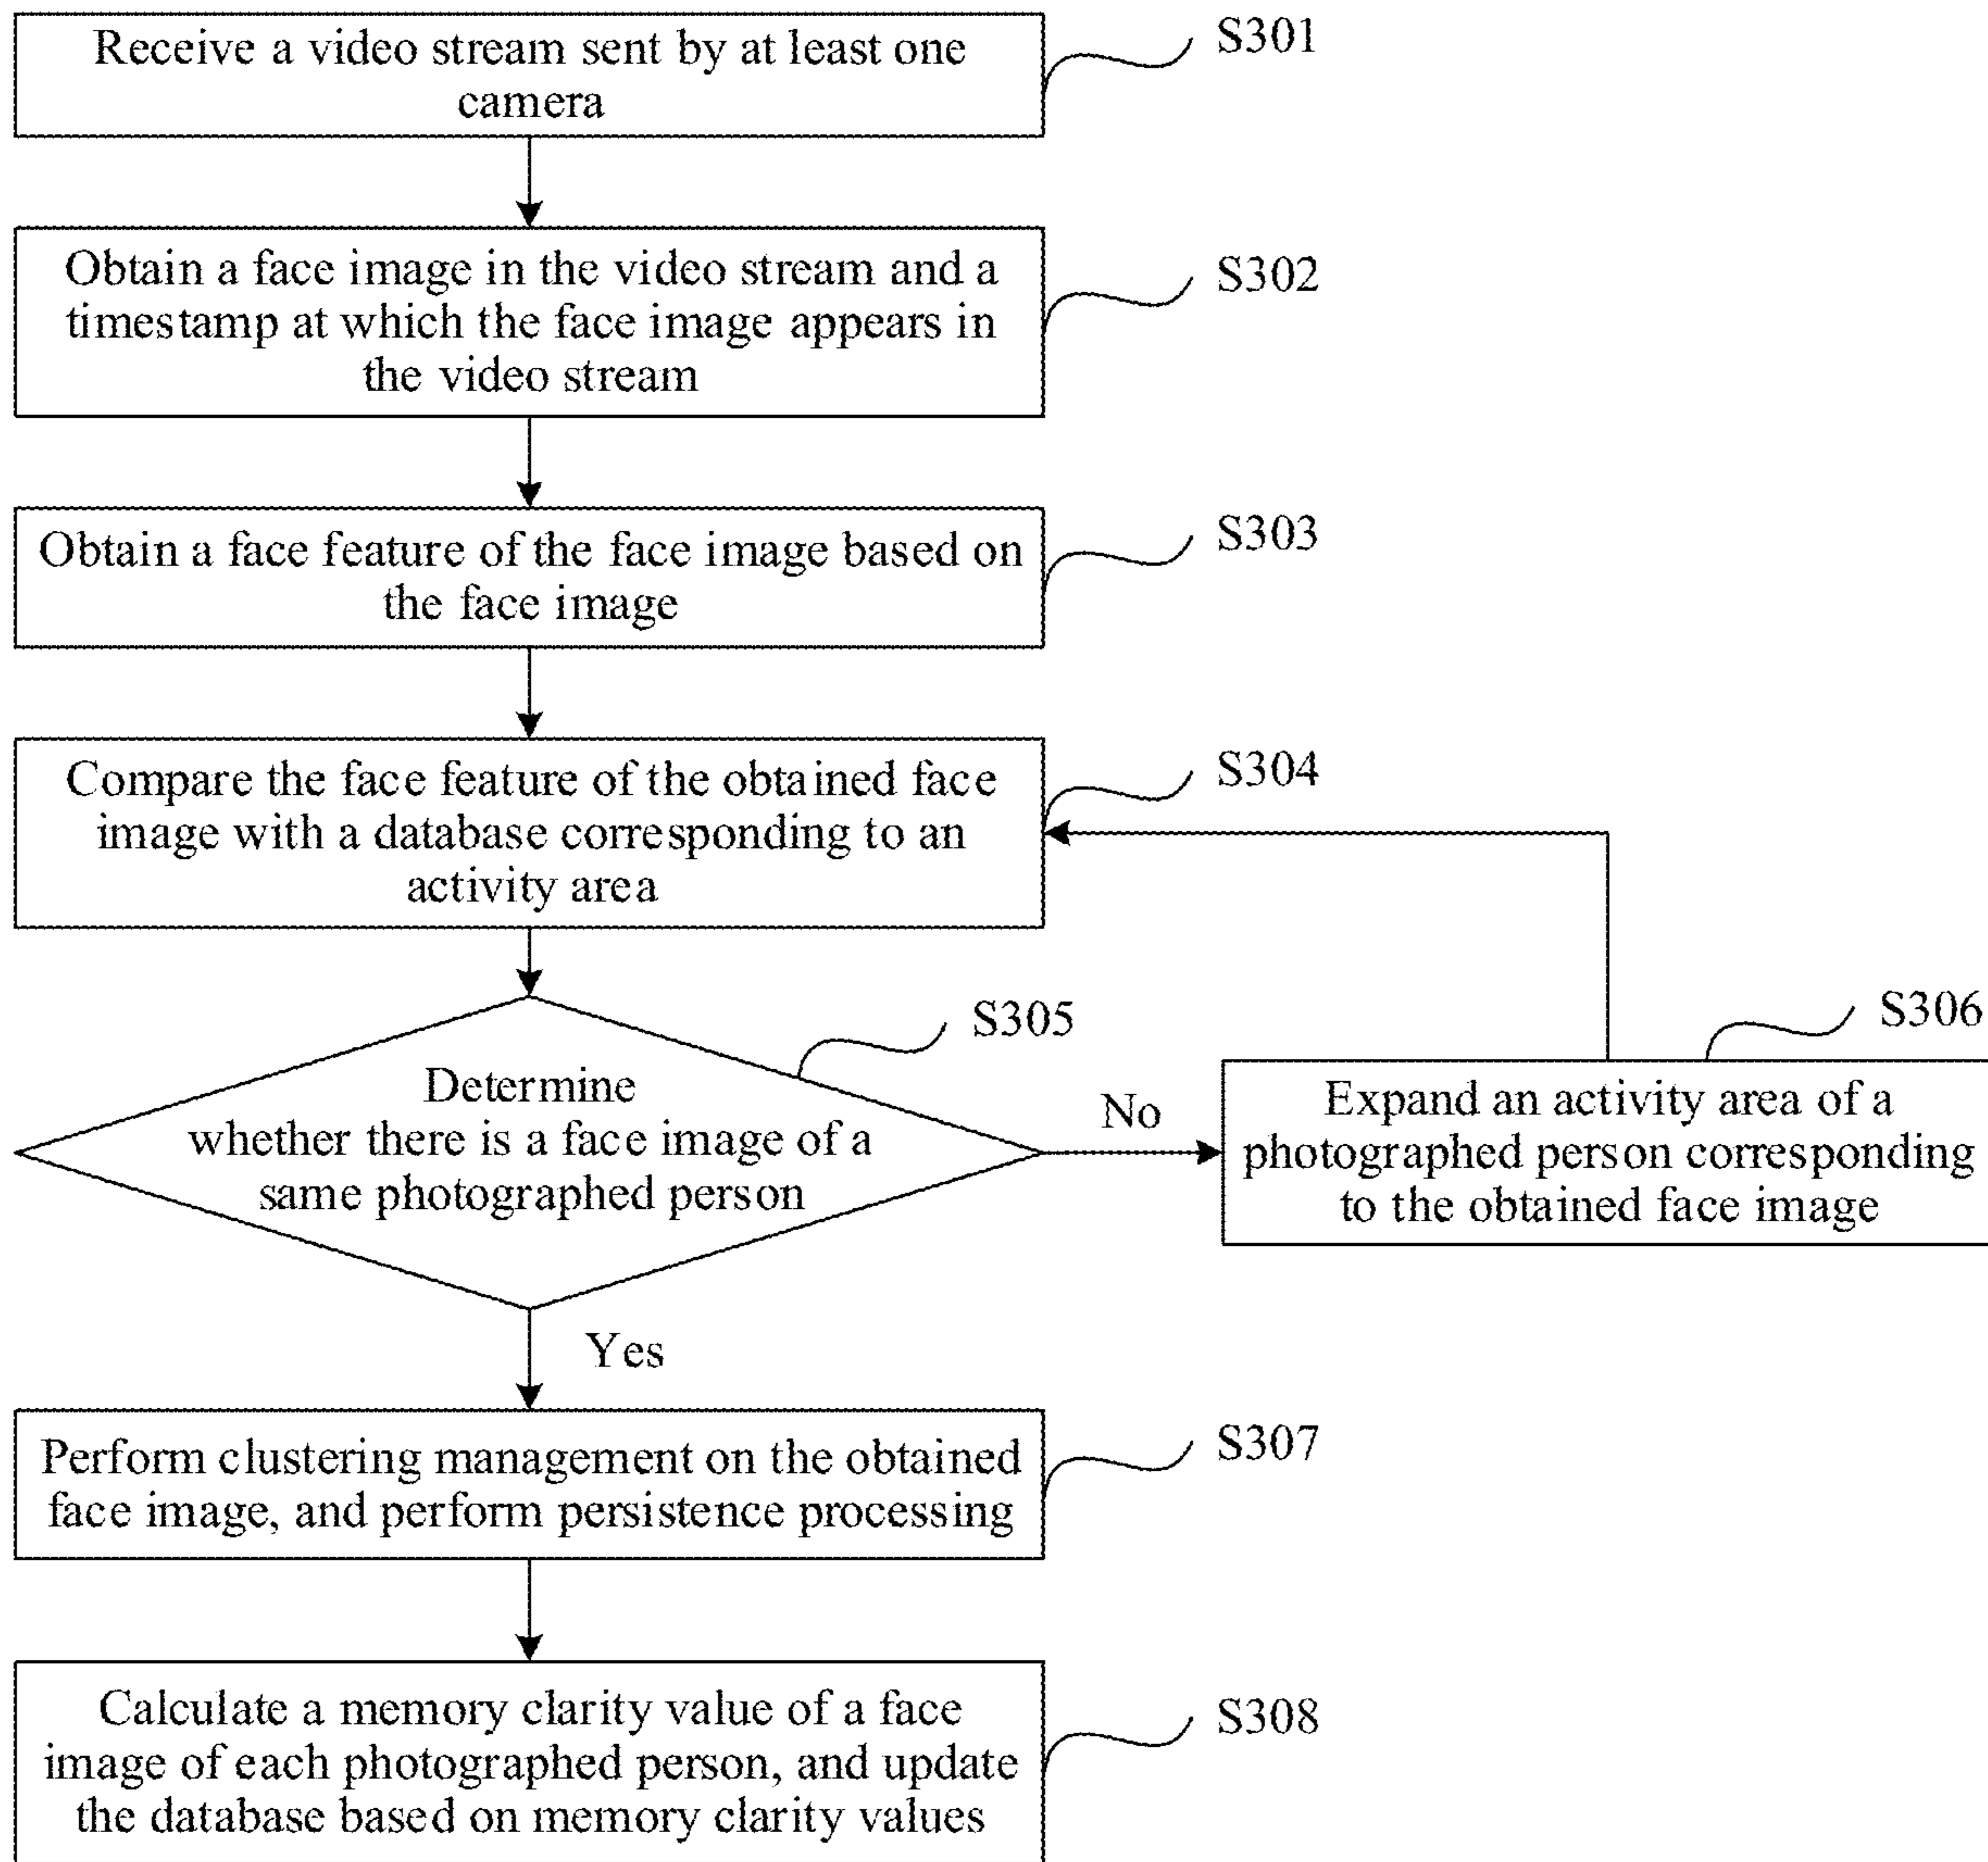 Receive a video stream sent by at least one
camera
S301
Obtain a face image in the video stream and a
timestamp at which the face image appears in
the video stream
S302
Obtain a face feature of the face image based on
the face image
S303
Compare the face feature of the obtained face
image with a database corresponding to an
activity area
S304
Determine
whether there is a face image of a
same photographed person
S305
No
Expand an activity area of a
photographed person corresponding
to the obtained face image
S306
Yes
Perform clustering management on the obtained
face image, and perform persistence processing
S307
Calculate a memory clarity value of a face
image of each photographed person, and update
the database based on memory clarity values
S308